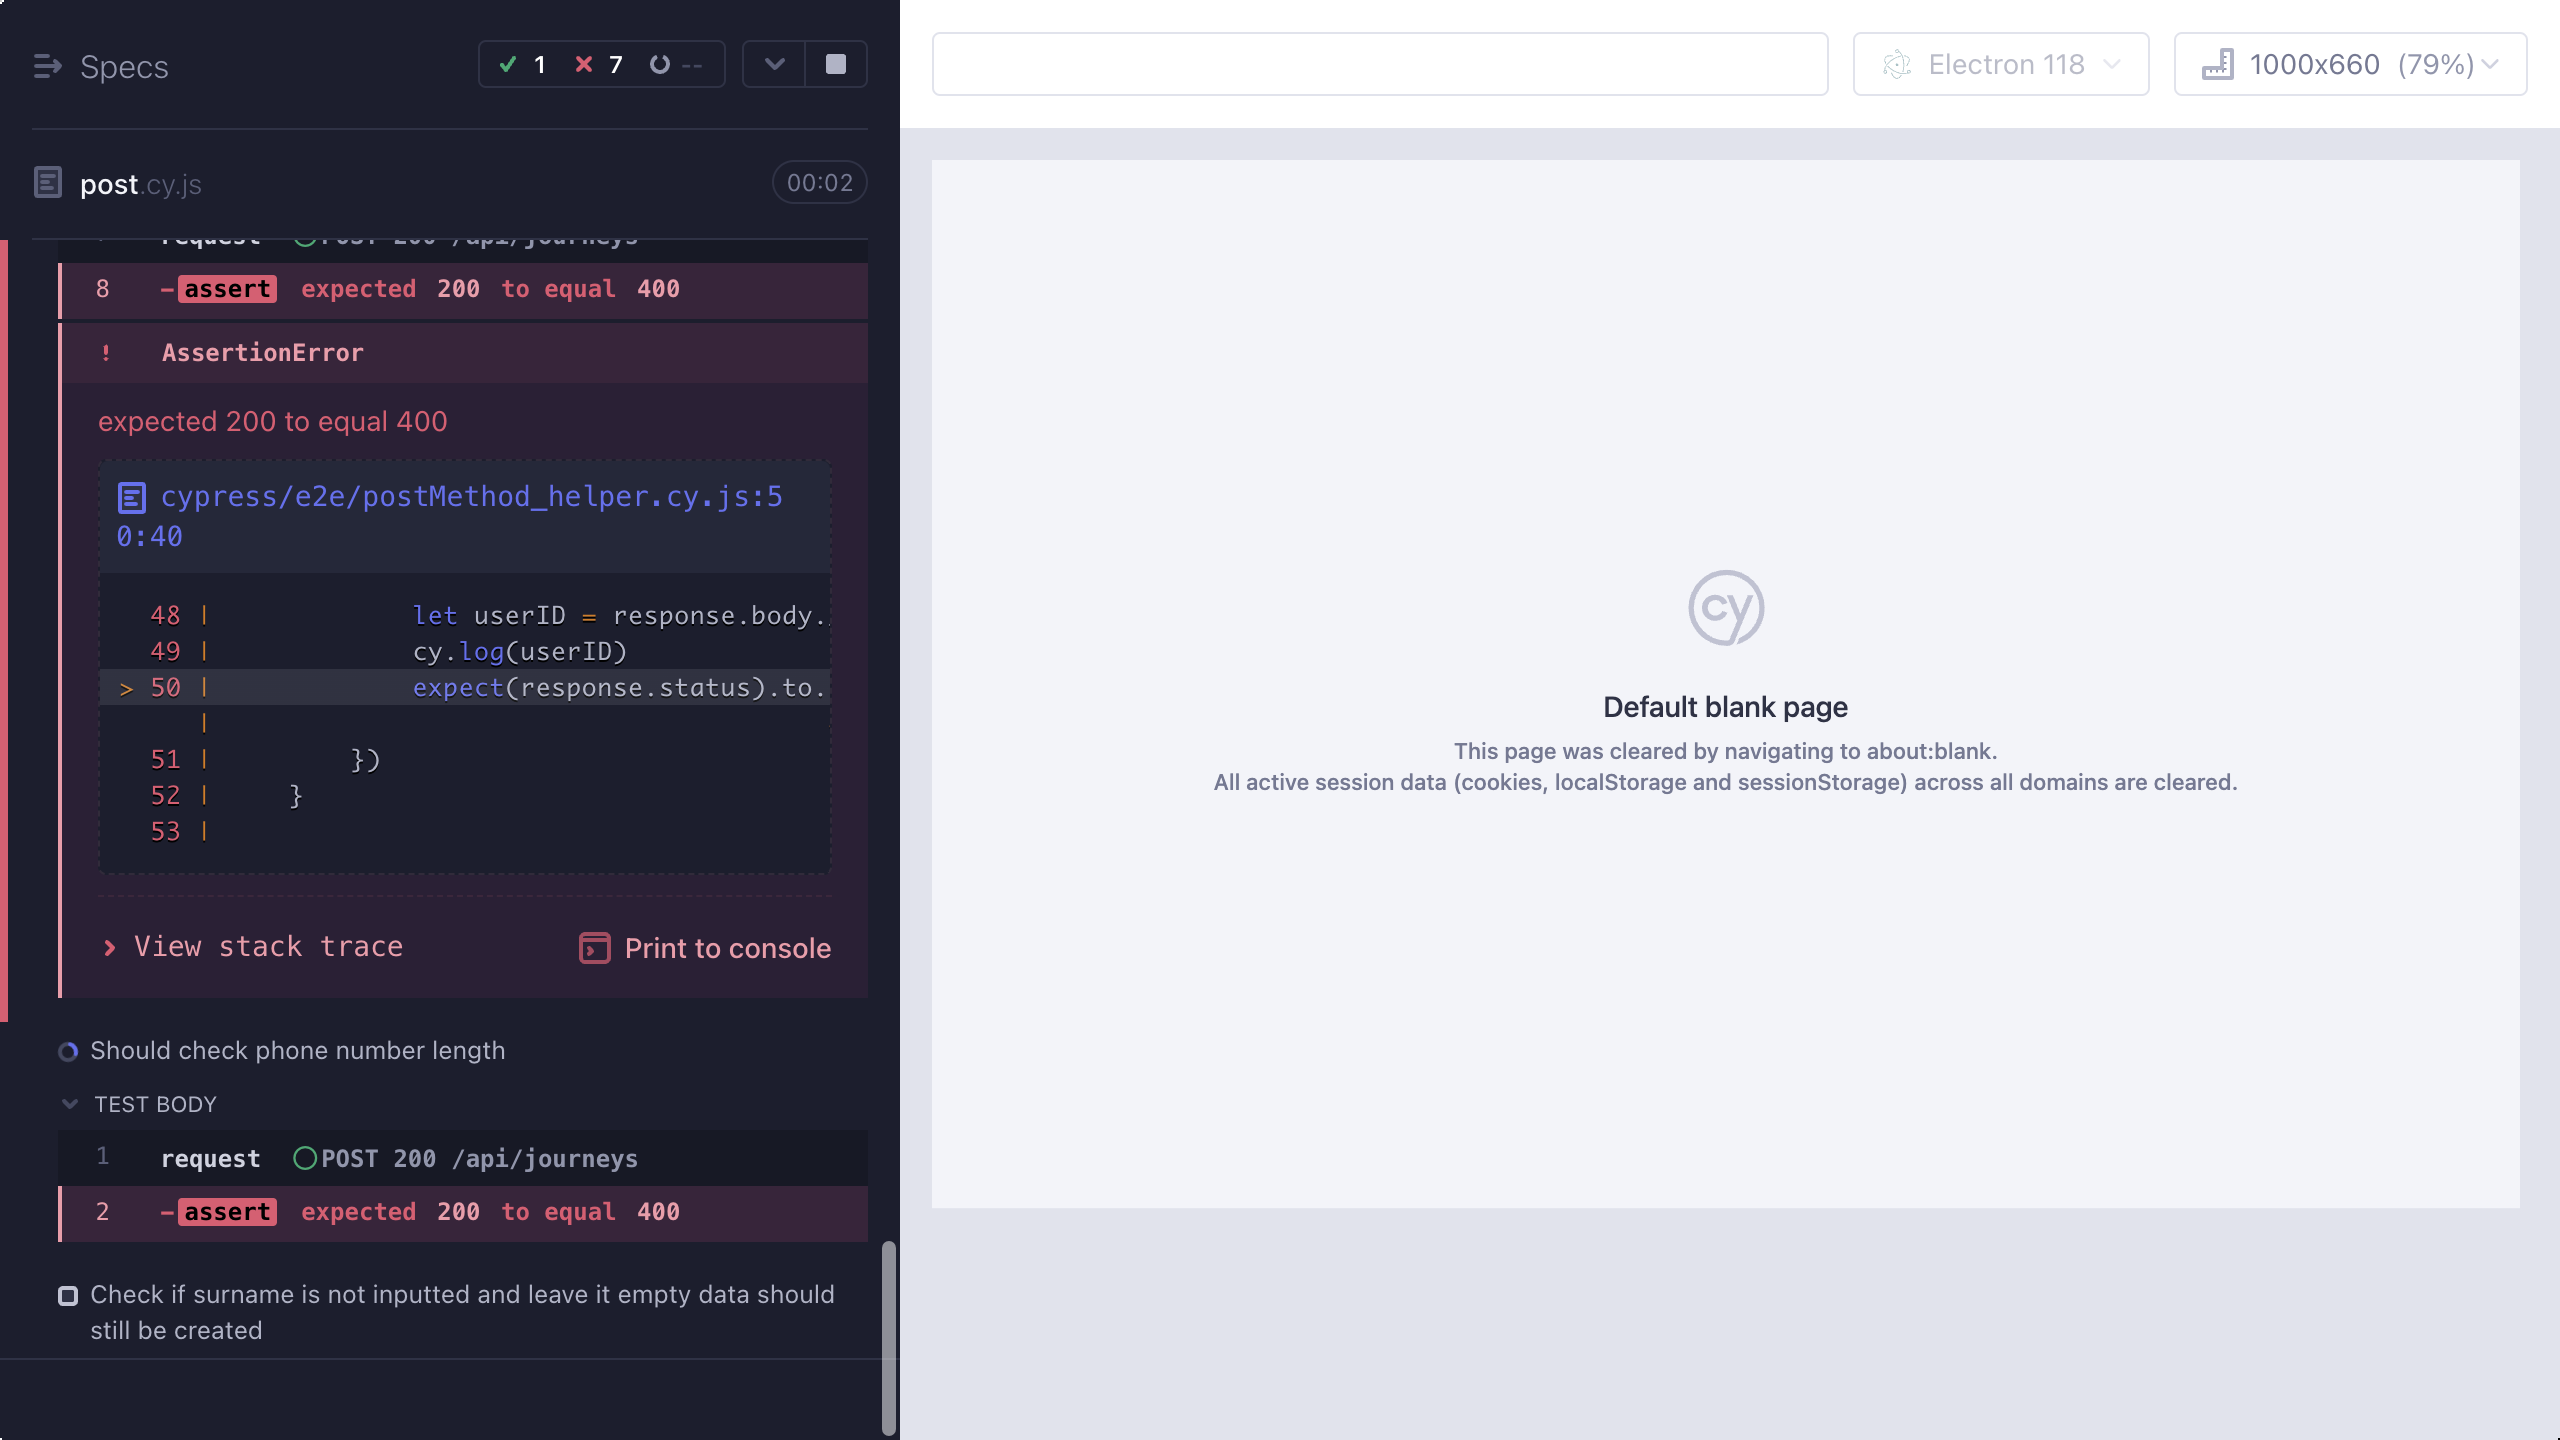 Specs
1 7 --
post.cy.js
00:02
request POST 200 /api/journeys
8 -assert expected 200 to equal 400
! AssertionError
expected 200 to equal 400
cypress/e2e/postMethod_helper.cy.js:5
0:40
48 | let userID = response.body.
49 | cy.log(userID)
> 50 | expect(response.status).to.
|
51 | })
52 | }
53 |
View stack trace
Print to console
Should check phone number length
TEST BODY
1 request POST 200 /api/journeys
2 -assert expected 200 to equal 400
Check if surname is not inputted and leave it empty data should
still be created
Electron 118
1000x660 (79%)
cy
Default blank page
This page was cleared by navigating to about:blank.
All active session data (cookies, localStorage and sessionStorage) across all domains are cleared.